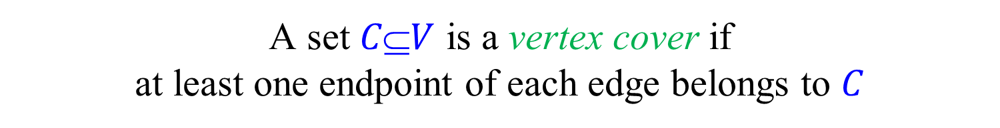 A set C⊆V is a vertex cover if
at least one endpoint of each edge belongs to C